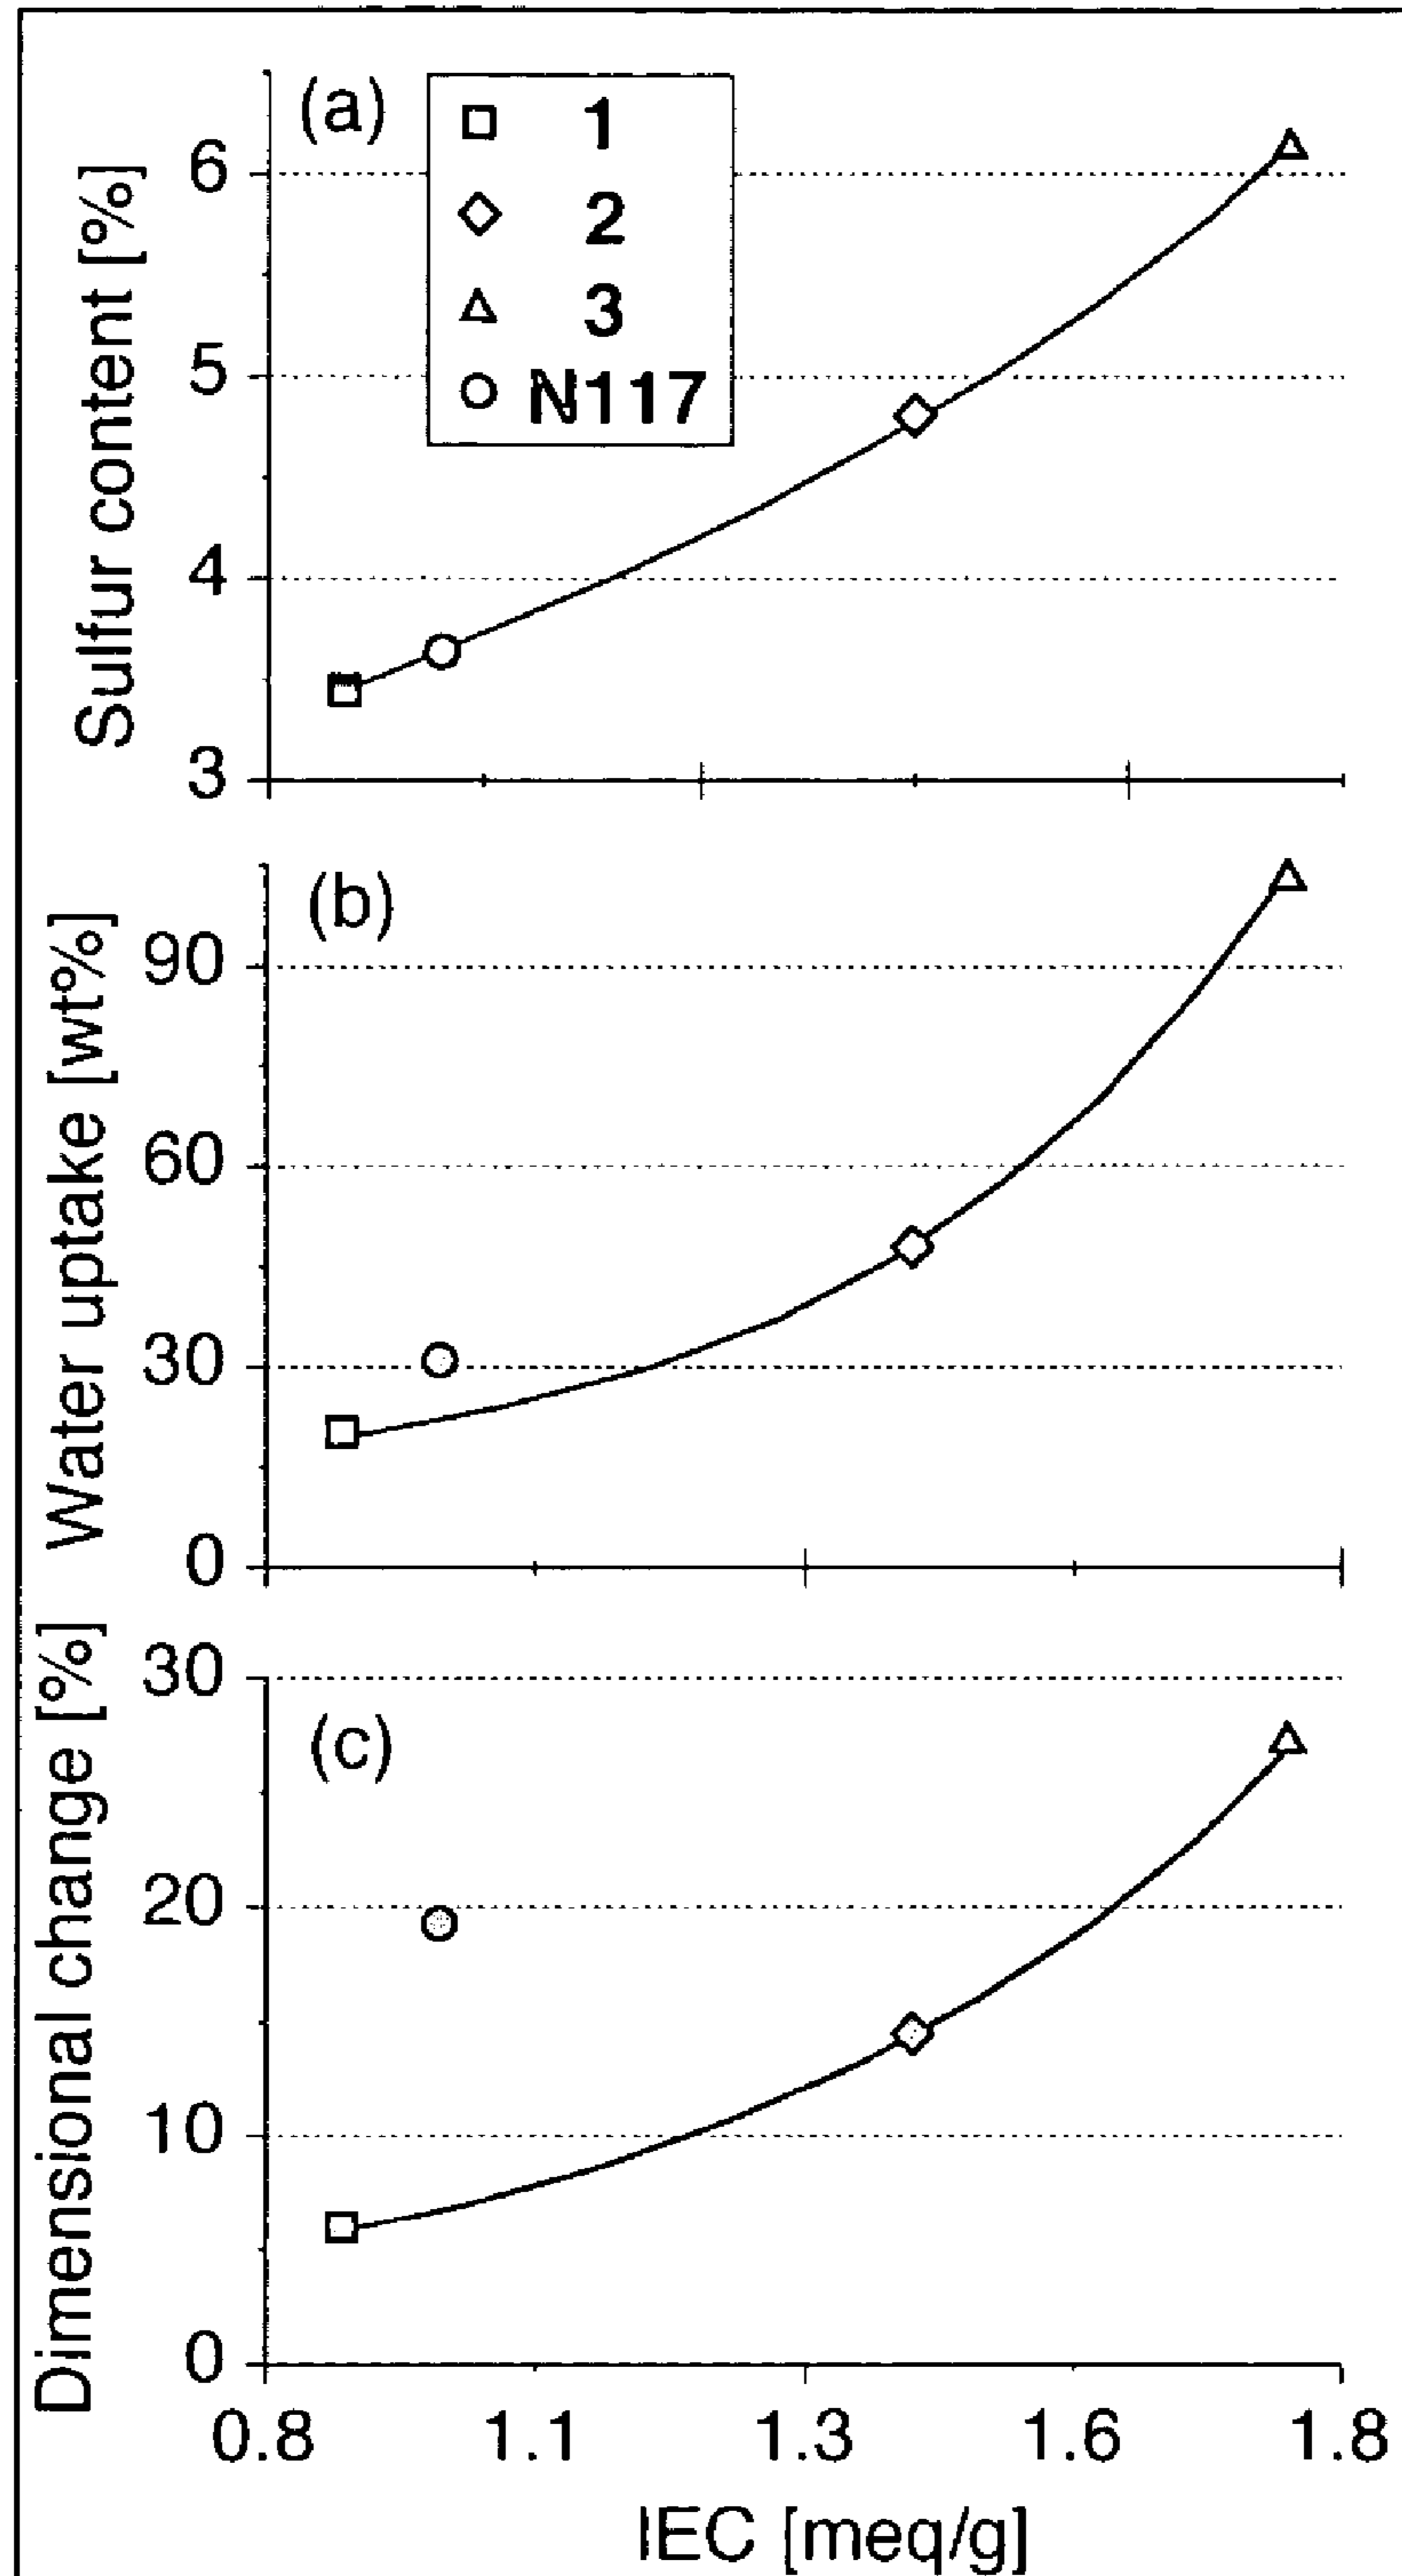 (a)
1
2
3
N117
Sulfur content [%]
6
5
4
3
(b)
Water uptake [wt%]
90
60
30
0
(c)
Dimensional change [%]
30
20
10
0
0.8 1.1 1.3 1.6 1.8
IEC [meq/g]